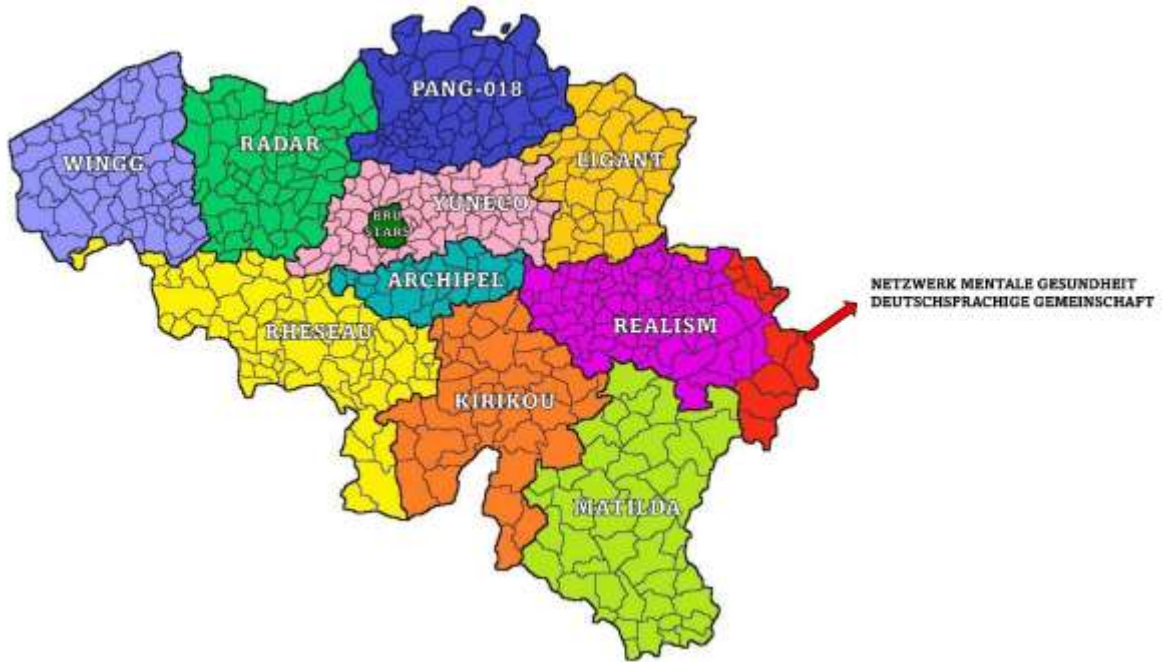 PANG-018
WINGG
RADAR
LIGANT
YUNECO
BRU
STARS
ARCHIPEL
NETZWERK MENTALE GESUNDHEIT
DEUTSCHSPRACHIGE GEMEINSCHAFT
RHESEAU
REALISM
KIRIKOU
MATILDA